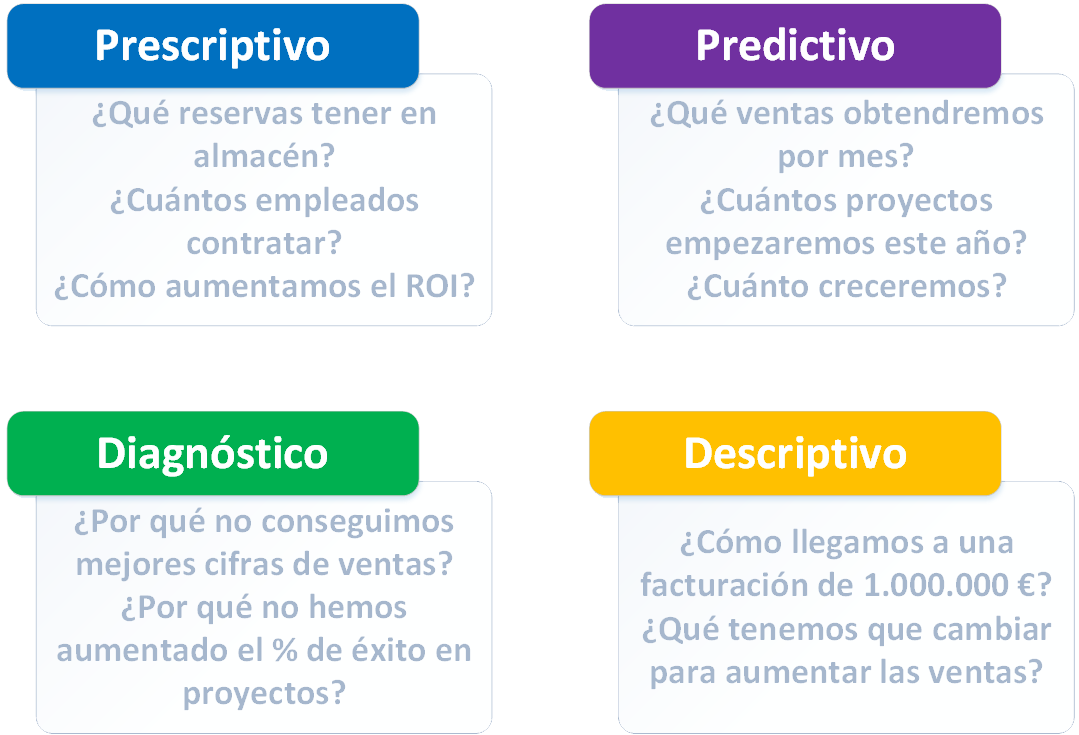 Prescriptivo
¿Qué reservas tener en
almacén?
¿Cuántos empleados
contratar?
¿Cómo aumentamos el ROI?
Predictivo
¿Qué ventas obtendremos
por mes?
¿Cuántos proyectos
empezaremos este año?
¿Cuánto creceremos?
Diagnóstico
¿Por qué no conseguimos
mejores cifras de ventas?
¿Por qué no hemos
aumentado el % de éxito en
proyectos?
Descriptivo
¿Cómo llegamos a una
facturación de 1.000.000 €?
¿Qué tenemos que cambiar
para aumentar las ventas?